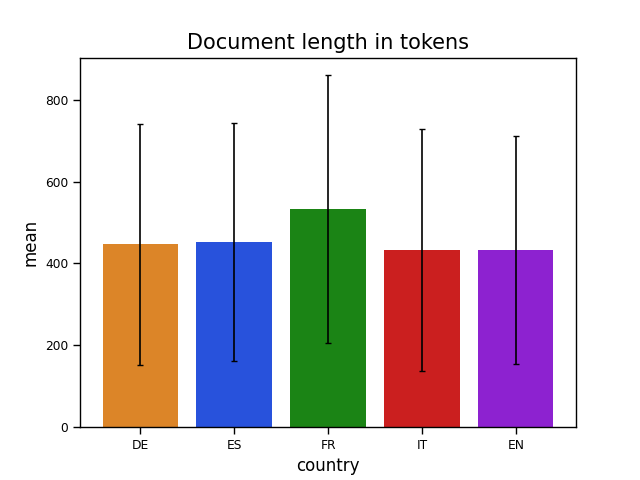 Document length in tokens
mean
800
600
400
200
0
DE ES FR IT EN
country